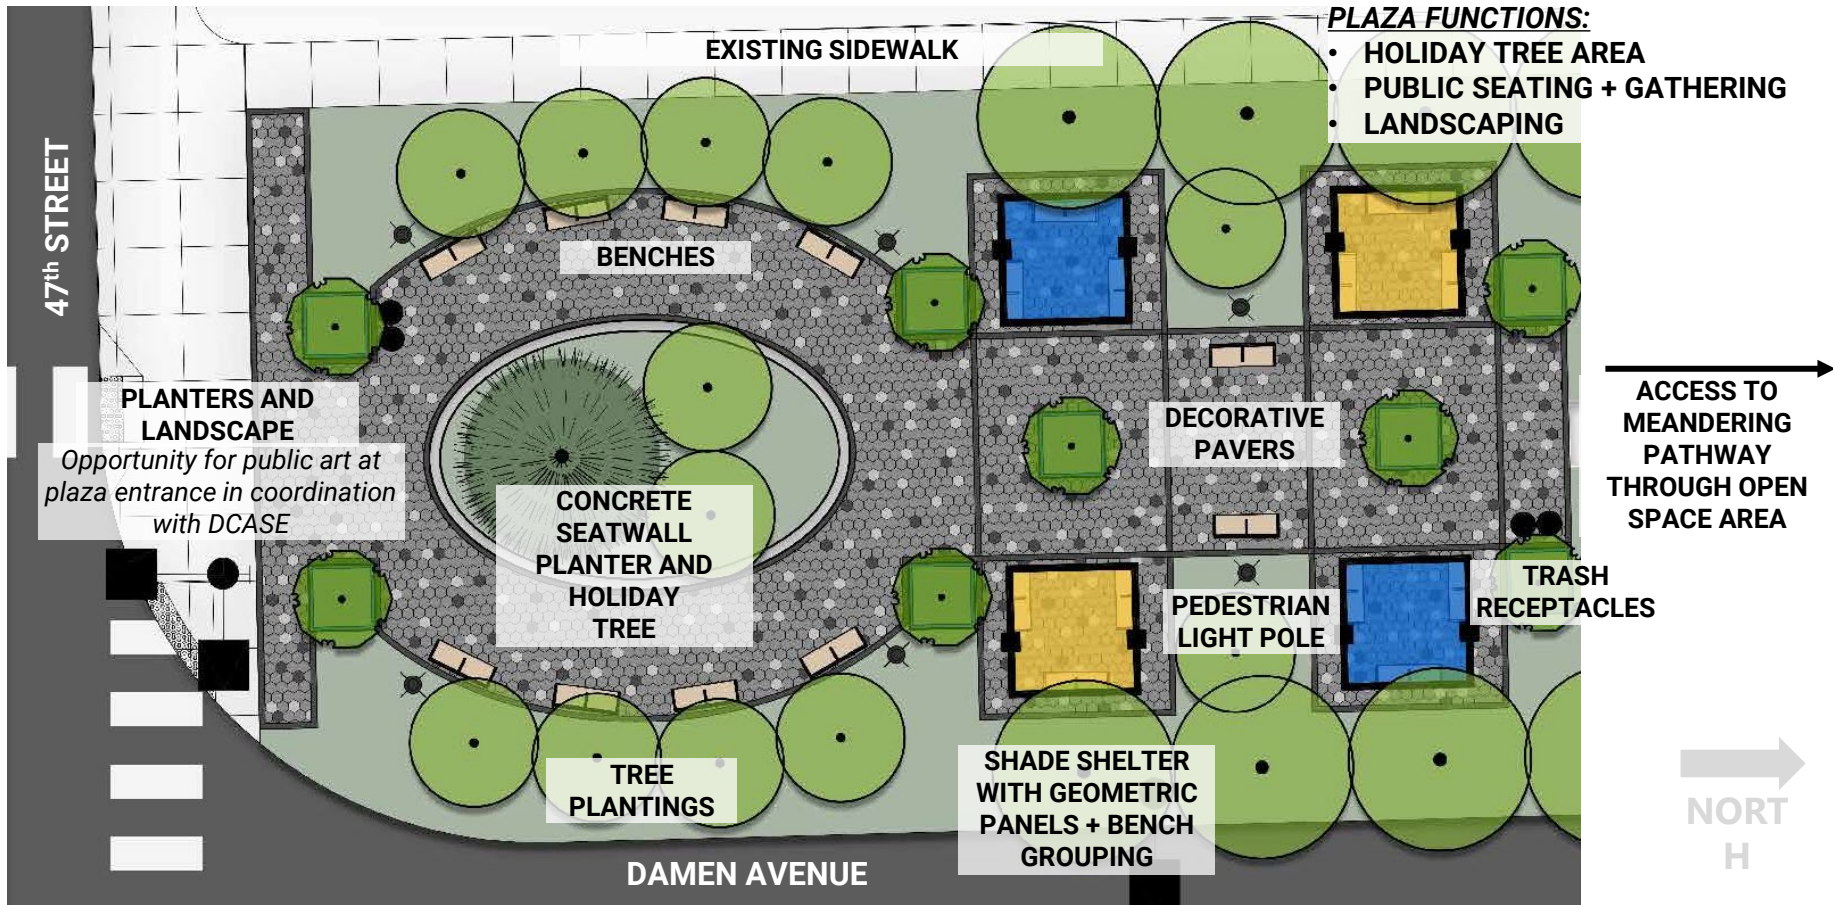 PLAZA FUNCTIONS:
• HOLIDAY TREE AREA
• PUBLIC SEATING + GATHERING
• LANDSCAPING
EXISTING SIDEWALK
47th STREET
BENCHES
PLANTERS AND
LANDSCAPE
Opportunity for public art at
plaza entrance in coordination
with DCASE
CONCRETE
SEATWALL
PLANTER AND
HOLIDAY
TREE
DECORATIVE
PAVERS
ACCESS TO
MEANDERING
PATHWAY
THROUGH OPEN
SPACE AREA
PEDESTRIAN
LIGHT POLE
TRASH
RECEPTACLES
TREE
PLANTINGS
SHADE SHELTER
WITH GEOMETRIC
PANELS + BENCH
GROUPING
DAMEN AVENUE
NORT
H